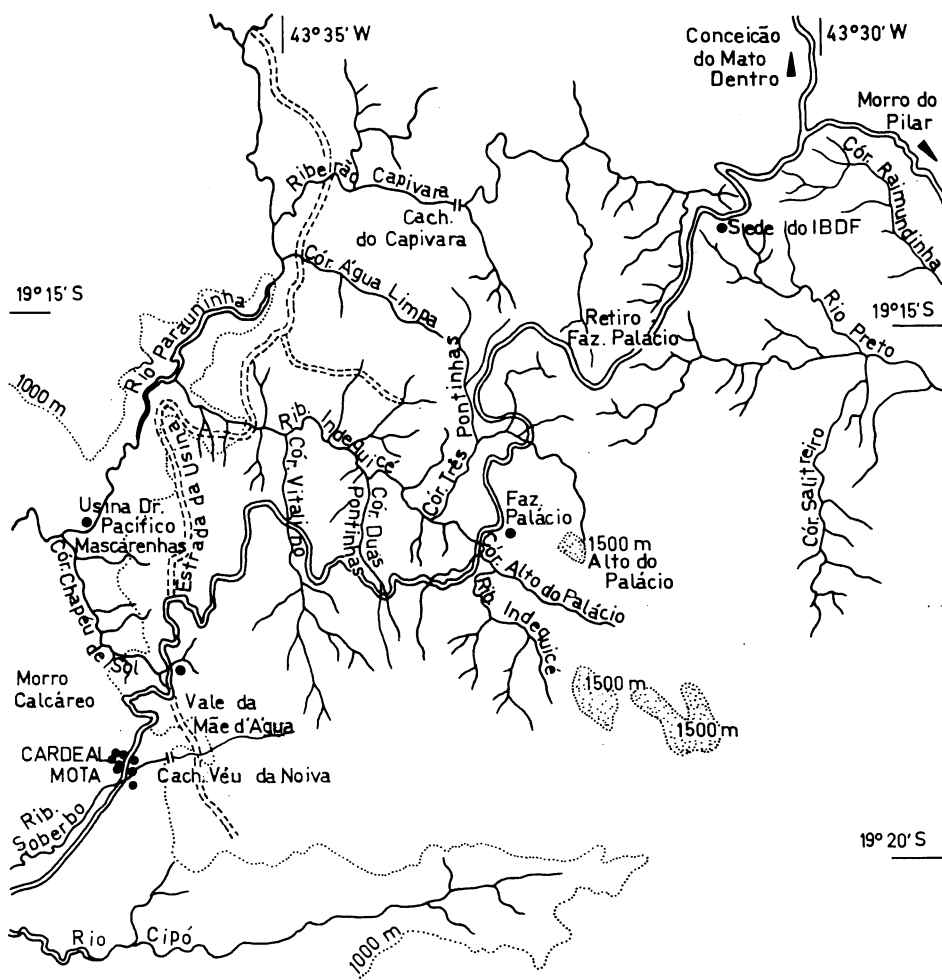 43° 35' W
Conceição
do Mato
Dentro
43° 30' W
Morro do
Pilar
Cór. Raimundinha
Ribeirão Capivara
Cach.
do Capivara
Sede do IBDF
Cór. Água Limpa
19° 15' S
19° 15' S
Rio Parauninha
Retiro
Faz. Palácio
Rio Preto
1000 m
Rib. Indequicé
Cór. Três Pontinhas
Cór. Vitalino
Cór. Duas
Pontinhas
Estrada da Usina
Usina Dr.
Pacífico
Mascarenhas
Faz.
Palácio
1500 m
Alto do
Palácio
Cór. Salitreiro
Cór. Alto do Palácio
Rib. Indequicé
Cór. Chapéu de Sol
Morro
Calcáreo
Vale da
Mãe d'Água
1500 m
1500 m
CARDEAL
MOTA
Cach. Véu da Noiva
Rib.
Soberbo
19° 20' S
Rio Cipó
1000 m